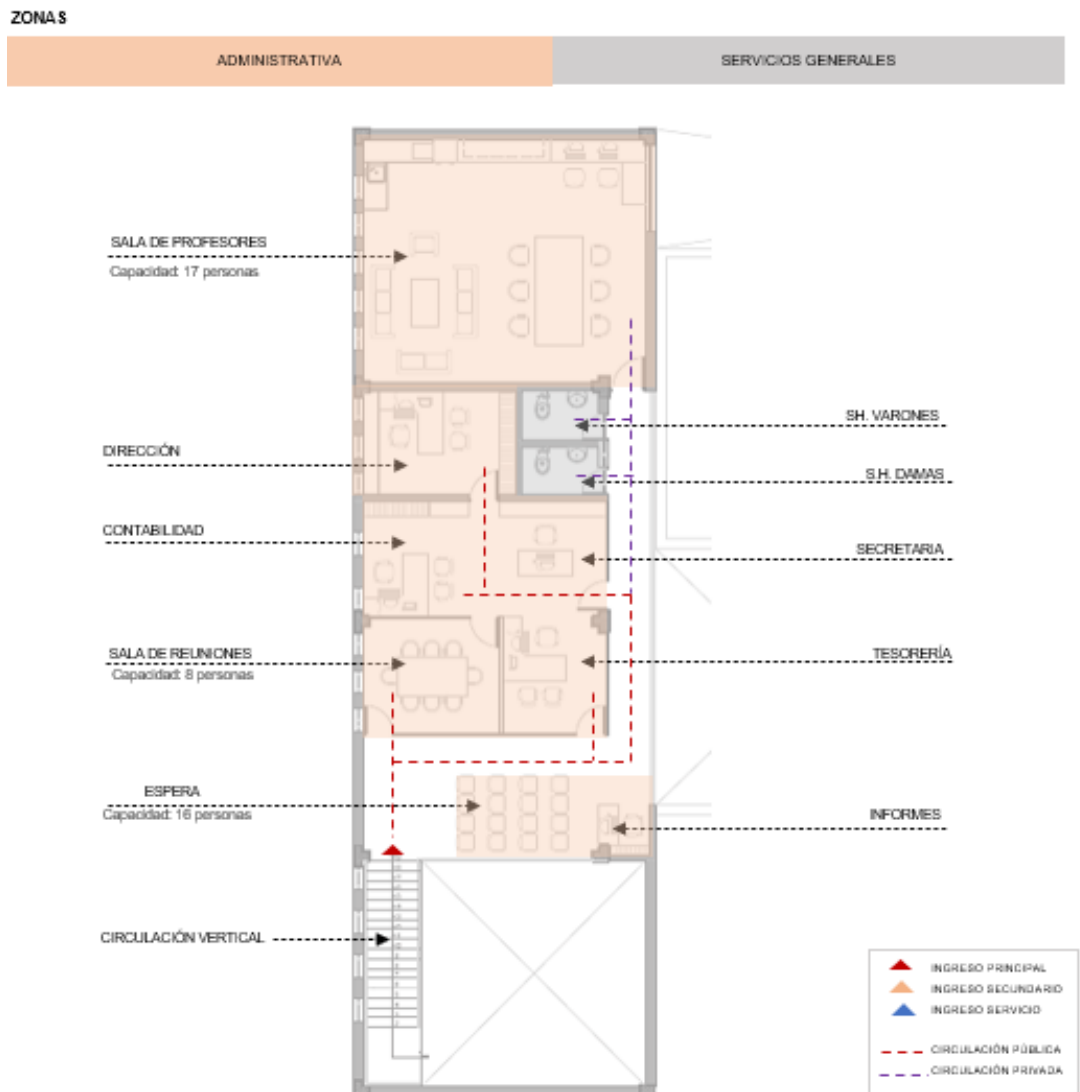 ZONAS
ADMINISTRATIVA
SERVICIOS GENERALES
SALA DE PROFESORES
Capacidad: 17 personas
SH. VARONES
DIRECCIÓN
S.H. DAMAS
CONTABILIDAD
SECRETARIA
SALA DE REUNIONES
Capacidad: 8 personas
TESORERÍA
ESPERA
Capacidad: 16 personas
INFORMES
CIRCULACIÓN VERTICAL
INGRESO PRINCIPAL
INGRESO SECUNDARIO
INGRESO SERVICIO
CIRCULACIÓN PÚBLICA
CIRCULACIÓN PRIVADA